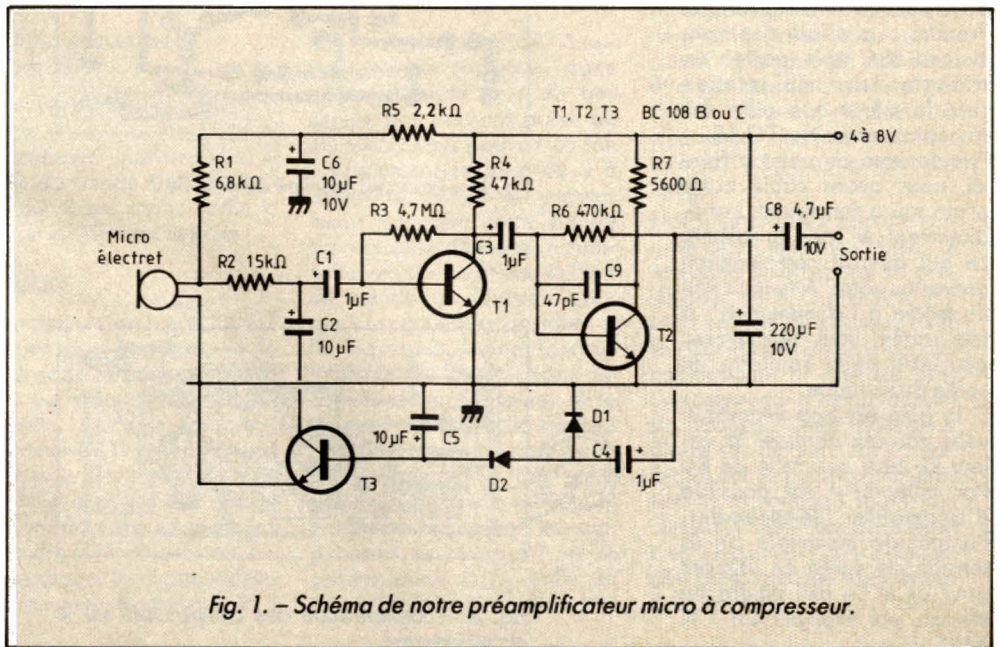 R5 2,2kΩ
T1,T2,T3 BC 108 B ou C
4 à 8V
R1
6,8kΩ
+
C6
10µF
10V
R4
47kΩ
R7
5600Ω
R3 4,7MΩ
R6 470kΩ
C8 4,7µF
+
10V
Micro
électret
R2 15kΩ
C1
+
1µF
C3
+
1µF
Sortie
C9
47pF
T1
T2
+
C2
10µF
+
220µF
10V
10µF
+
C5
D1
C4
+
1µF
T3
D2
Fig. 1. – Schéma de notre préamplificateur micro à compresseur.